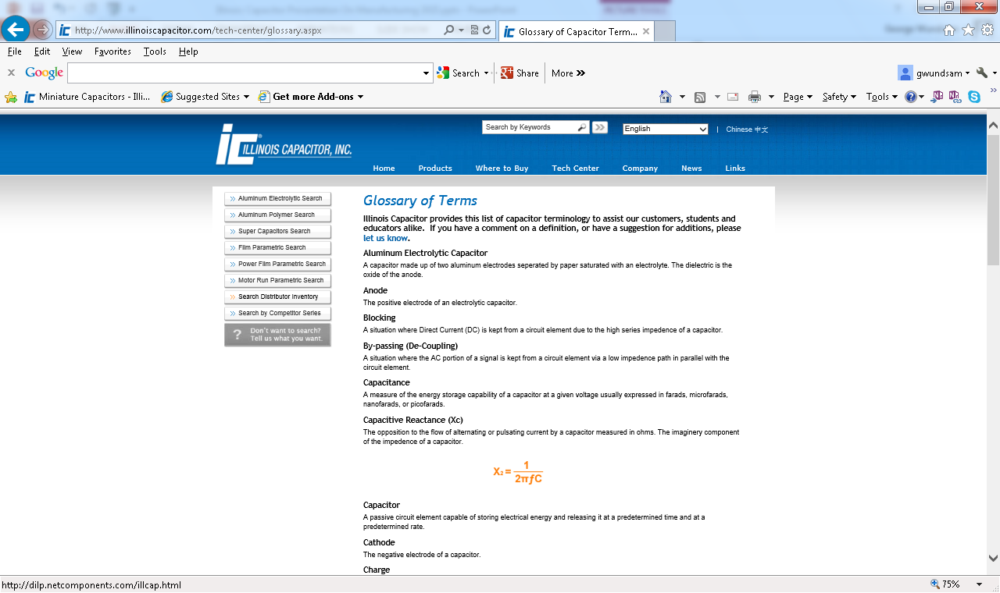 http://www.illinoiscapacitor.com/tech-center/glossary.aspx
Glossary of Capacitor Term...
File Edit View Favorites Tools Help
x Google Search Share More »
gwundsam
Miniature Capacitors - Illi... Suggested Sites Get more Add-ons
Page Safety Tools
ic ILLINOIS CAPACITOR, INC.
Search by Keywords
English | Chinese 中文
Home Products Where to Buy Tech Center Company News Links
Aluminum Electrolytic Search
Aluminum Polymer Search
Super Capacitors Search
Film Parametric Search
Power Film Parametric Search
Motor Run Parametric Search
Search Distributor Inventory
Search by Competitor Series
? Don't want to search?
Tell us what you want.
Glossary of Terms
Illinois Capacitor provides this list of capacitor terminology to assist our customers, students and
educators alike. If you have a comment on a definition, or have a suggestion for additions, please
let us know.
Aluminum Electrolytic Capacitor
A capacitor made up of two aluminum electrodes seperated by paper saturated with an electrolyte. The dielectric is the
oxide of the anode.
Anode
The positive electrode of an electrolytic capacitor.
Blocking
A situation where Direct Current (DC) is kept from a circuit element due to the high series impedence of a capacitor.
By-passing (De-Coupling)
A situation where the AC portion of a signal is kept from a circuit element via a low impedence path in parallel with the
circuit element.
Capacitance
A measure of the energy storage capability of a capacitor at a given voltage usually expressed in farads, microfarads,
nanofarads, or picofarads.
Capacitive Reactance (Xc)
The opposition to the flow of alternating or pulsating current by a capacitor measured in ohms. The imaginery component
of the impedence of a capacitor.
X₂ = 1
2πƒC
Capacitor
A passive circuit element capable of storing electrical energy and releasing it at a predetermined time and at a
predetermined rate.
Cathode
The negative electrode of a capacitor.
Charge
http://dilp.netcomponents.com/illcap.html
75%